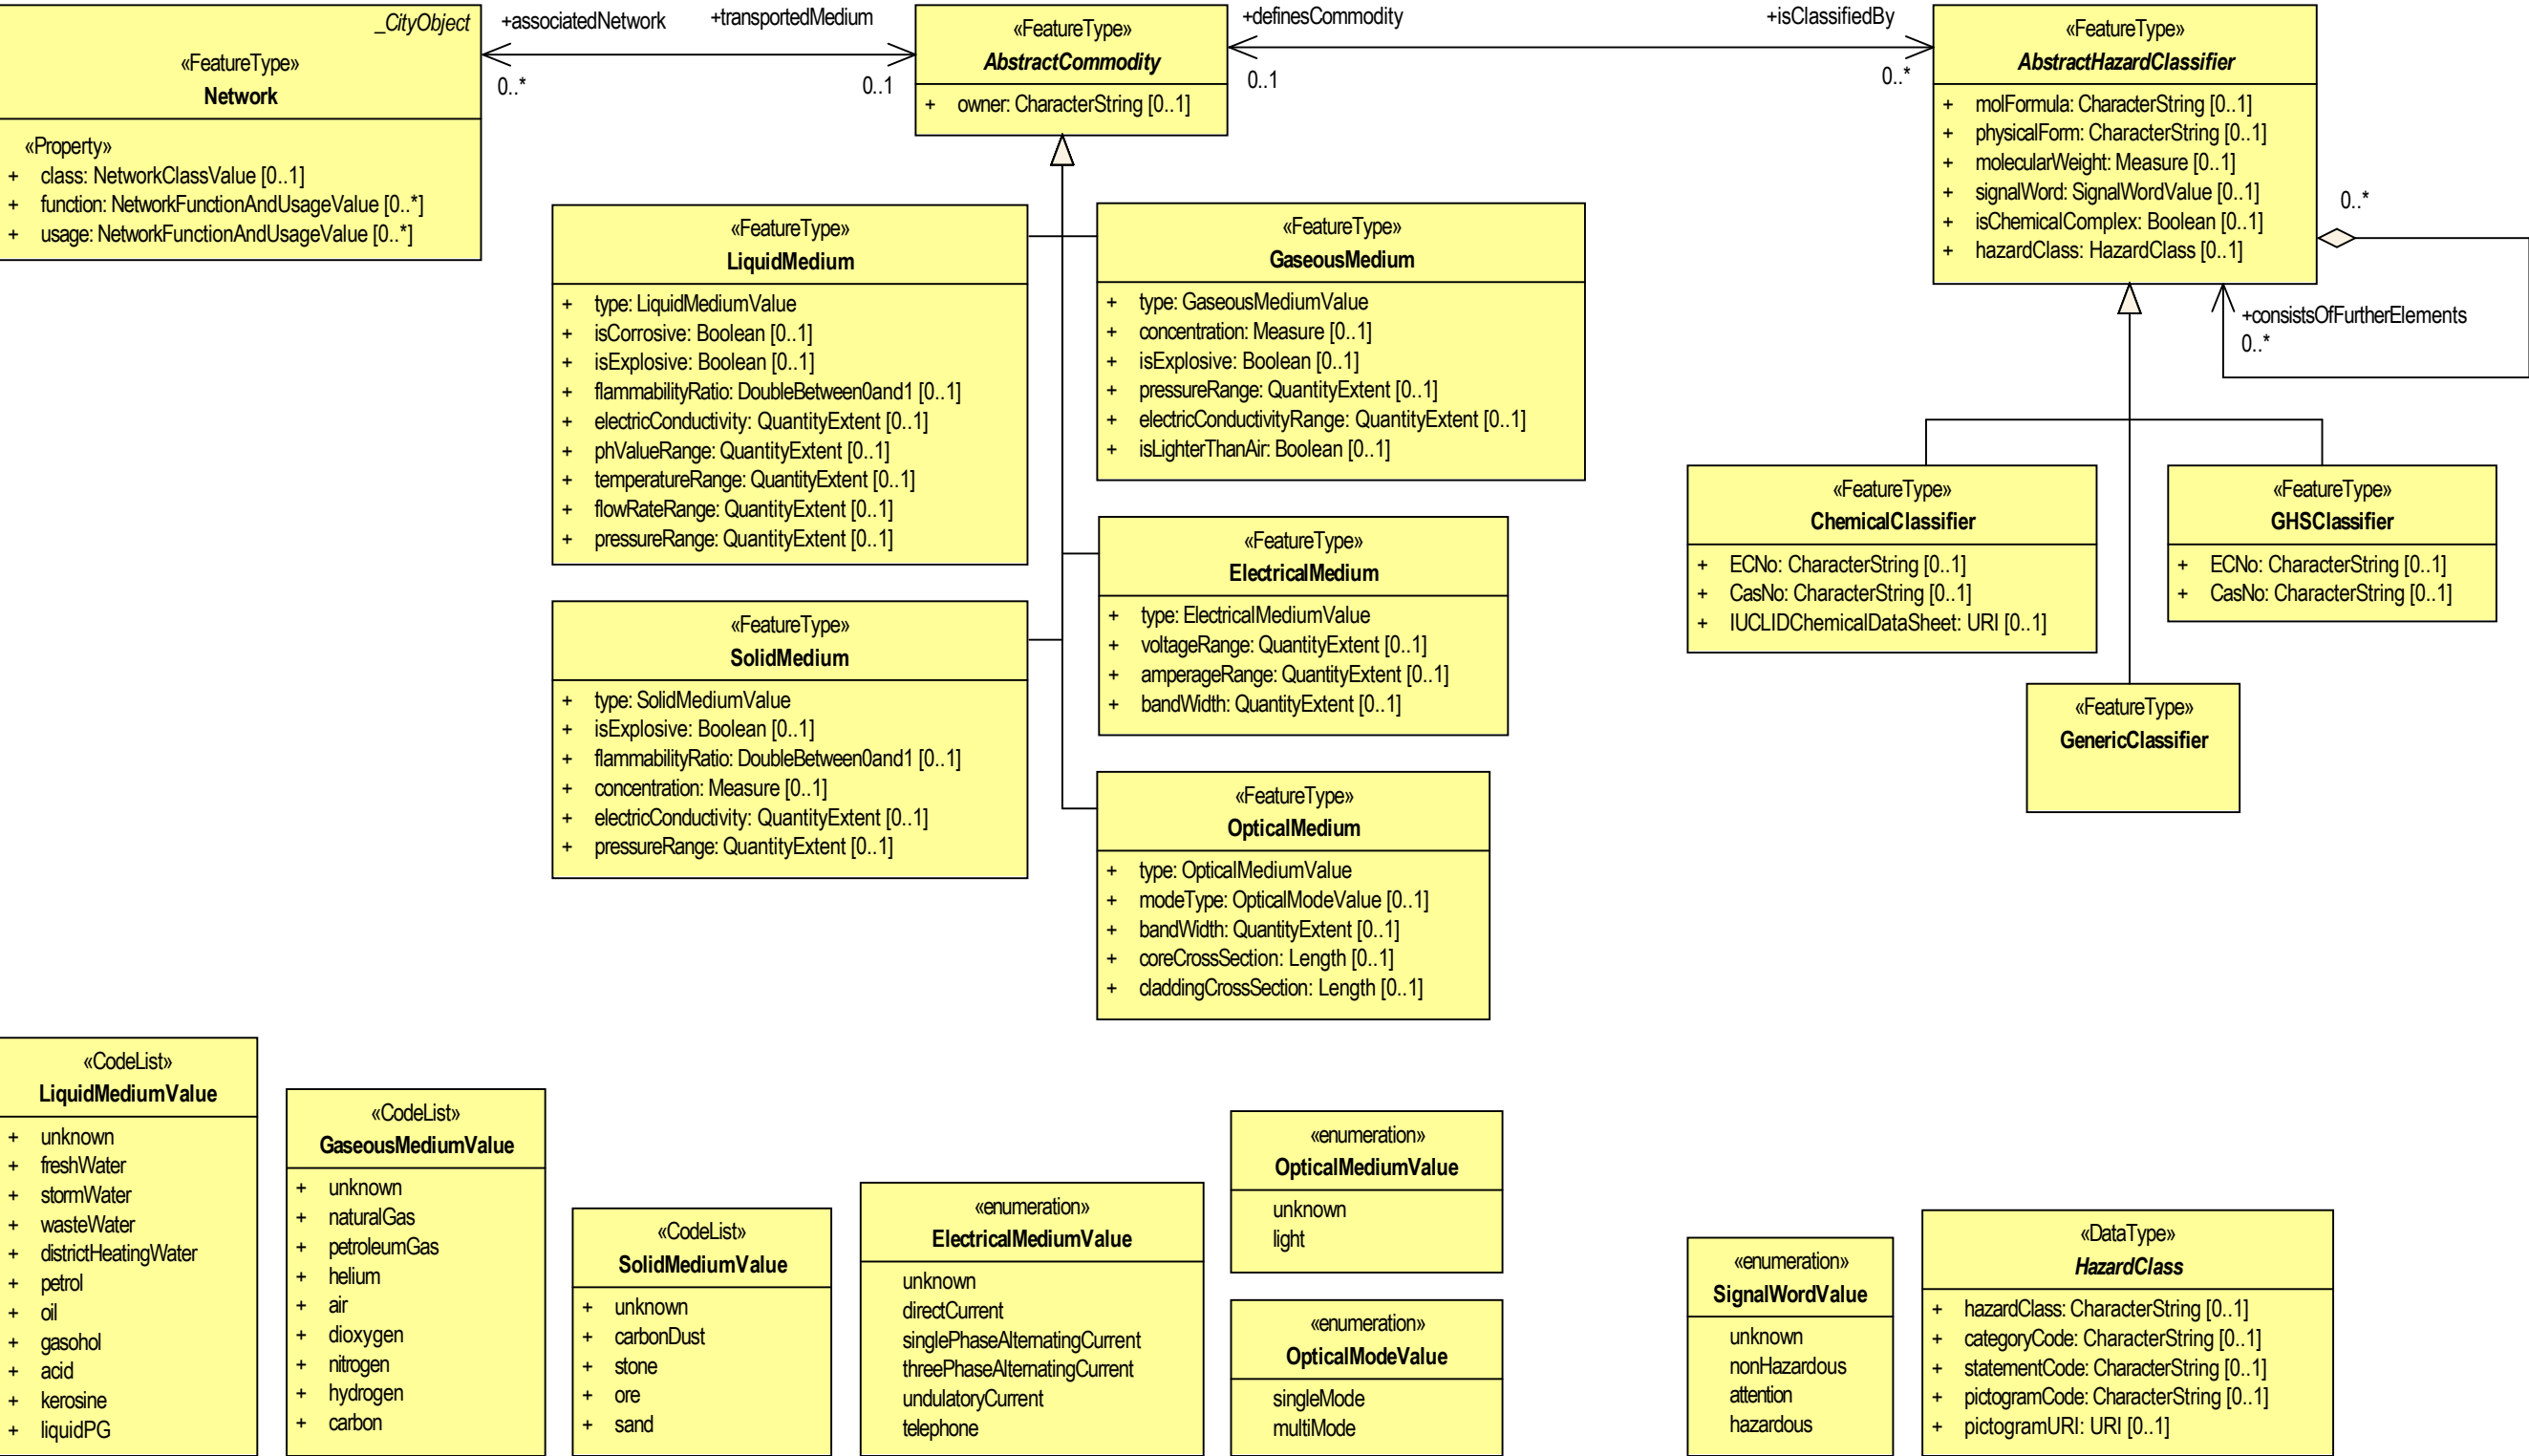 _CityObject
«FeatureType»
Network
«Property»
+ class: NetworkClassValue [0..1]
+ function: NetworkFunctionAndUsageValue [0..*]
+ usage: NetworkFunctionAndUsageValue [0..*]
+associatedNetwork
0..*
+transportedMedium
0..1
«FeatureType»
AbstractCommodity
+ owner: CharacterString [0..1]
+definesCommodity
0..1
+isClassifiedBy
0..*
«FeatureType»
AbstractHazardClassifier
+ molFormula: CharacterString [0..1]
+ physicalForm: CharacterString [0..1]
+ molecularWeight: Measure [0..1]
+ signalWord: SignalWordValue [0..1]
+ isChemicalComplex: Boolean [0..1]
+ hazardClass: HazardClass [0..1]
0..*
+consistsOfFurtherElements
0..*
«FeatureType»
LiquidMedium
+ type: LiquidMediumValue
+ isCorrosive: Boolean [0..1]
+ isExplosive: Boolean [0..1]
+ flammabilityRatio: DoubleBetween0and1 [0..1]
+ electricConductivity: QuantityExtent [0..1]
+ phValueRange: QuantityExtent [0..1]
+ temperatureRange: QuantityExtent [0..1]
+ flowRateRange: QuantityExtent [0..1]
+ pressureRange: QuantityExtent [0..1]
«FeatureType»
GaseousMedium
+ type: GaseousMediumValue
+ concentration: Measure [0..1]
+ isExplosive: Boolean [0..1]
+ pressureRange: QuantityExtent [0..1]
+ electricConductivityRange: QuantityExtent [0..1]
+ isLighterThanAir: Boolean [0..1]
«FeatureType»
ElectricalMedium
+ type: ElectricalMediumValue
+ voltageRange: QuantityExtent [0..1]
+ amperageRange: QuantityExtent [0..1]
+ bandWidth: QuantityExtent [0..1]
«FeatureType»
SolidMedium
+ type: SolidMediumValue
+ isExplosive: Boolean [0..1]
+ flammabilityRatio: DoubleBetween0and1 [0..1]
+ concentration: Measure [0..1]
+ electricConductivity: QuantityExtent [0..1]
+ pressureRange: QuantityExtent [0..1]
«FeatureType»
OpticalMedium
+ type: OpticalMediumValue
+ modeType: OpticalModeValue [0..1]
+ bandWidth: QuantityExtent [0..1]
+ coreCrossSection: Length [0..1]
+ claddingCrossSection: Length [0..1]
«FeatureType»
ChemicalClassifier
+ ECNo: CharacterString [0..1]
+ CasNo: CharacterString [0..1]
+ IUCLIDChemicalDataSheet: URI [0..1]
«FeatureType»
GHSClassifier
+ ECNo: CharacterString [0..1]
+ CasNo: CharacterString [0..1]
«FeatureType»
GenericClassifier
«CodeList»
LiquidMediumValue
+ unknown
+ freshWater
+ stormWater
+ wasteWater
+ districtHeatingWater
+ petrol
+ oil
+ gasohol
+ acid
+ kerosine
+ liquidPG
«CodeList»
GaseousMediumValue
+ unknown
+ naturalGas
+ petroleumGas
+ helium
+ air
+ dioxygen
+ nitrogen
+ hydrogen
+ carbon
«CodeList»
SolidMediumValue
+ unknown
+ carbonDust
+ stone
+ ore
+ sand
«enumeration»
ElectricalMediumValue
unknown
directCurrent
singlePhaseAlternatingCurrent
threePhaseAlternatingCurrent
undulatoryCurrent
telephone
«enumeration»
OpticalMediumValue
unknown
light
«enumeration»
OpticalModeValue
singleMode
multiMode
«enumeration»
SignalWordValue
unknown
nonHazardous
attention
hazardous
«DataType»
HazardClass
+ hazardClass: CharacterString [0..1]
+ categoryCode: CharacterString [0..1]
+ statementCode: CharacterString [0..1]
+ pictogramCode: CharacterString [0..1]
+ pictogramURI: URI [0..1]